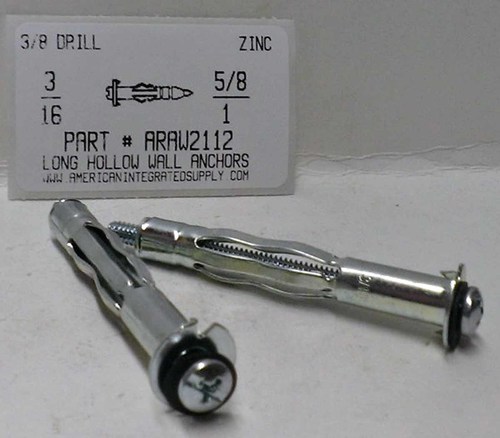 3/8 DRILL ZINC
3 5/8
16 1
PART # ARAW2112
LONG HOLLOW WALL ANCHORS
WWW.AMERICANINTEGRATEDSUPPLY.COM